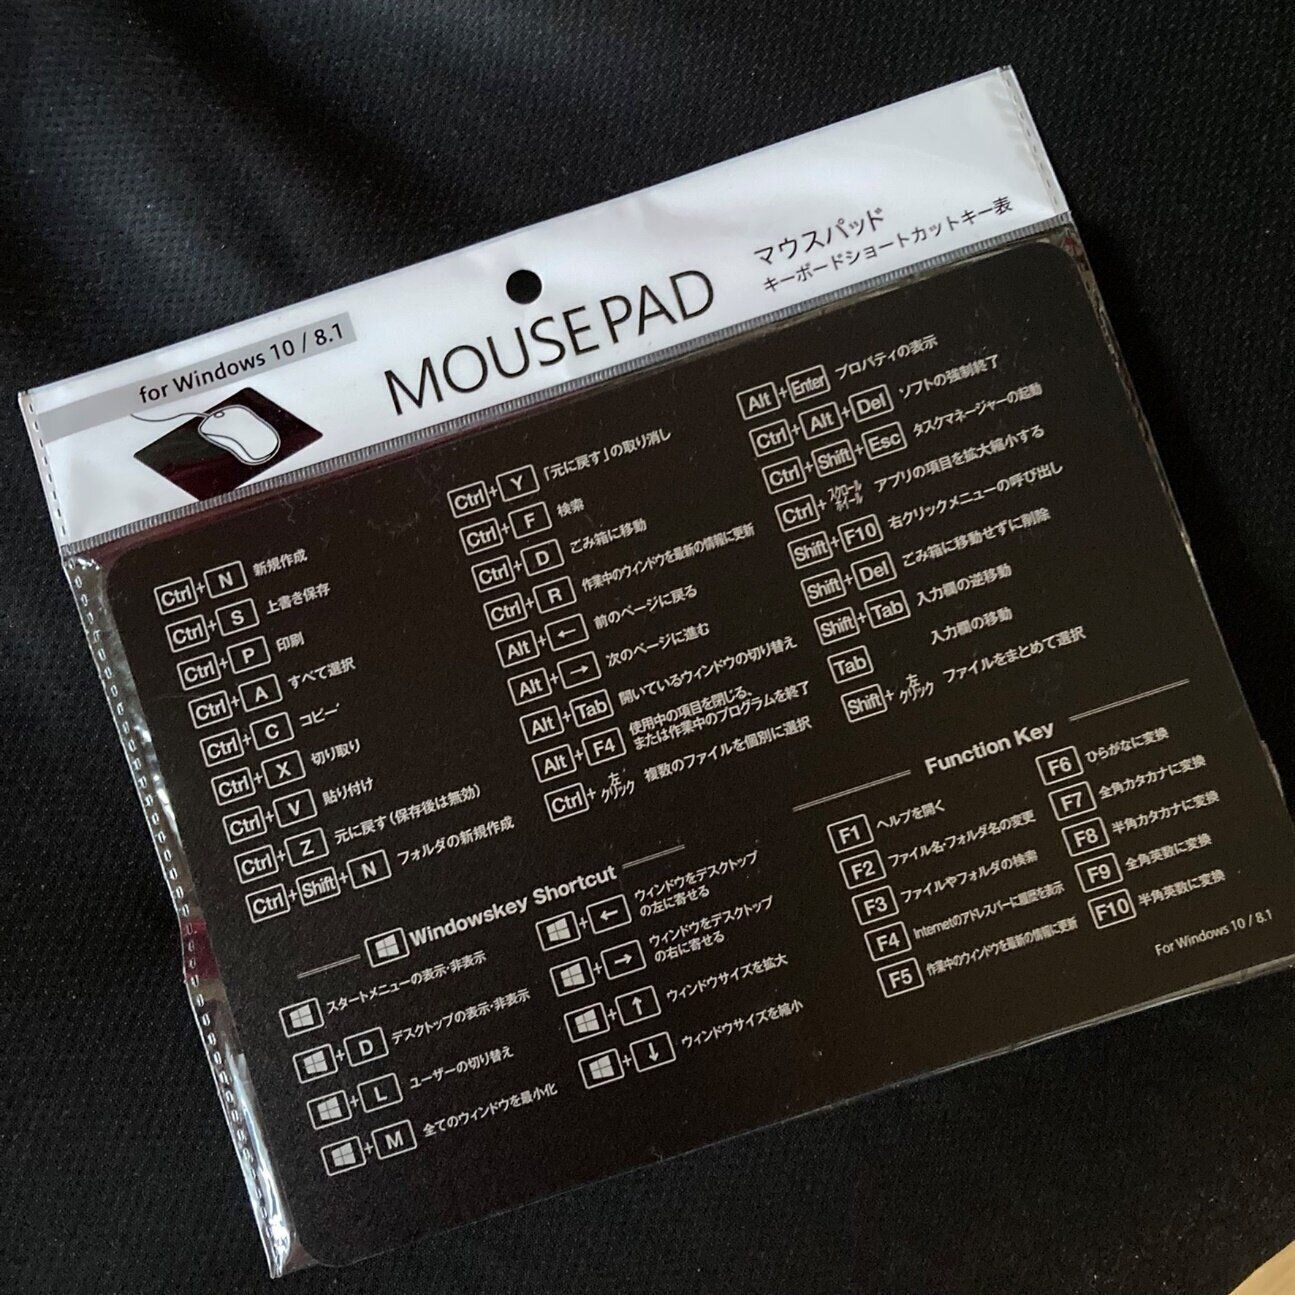 for Windows 10 / 8.1
MOUSE PAD
マウスパッド
キーボードショートカットキー表
Ctrl+N 新規作成
Ctrl+S 上書き保存
Ctrl+P 印刷
Ctrl+A すべて選択
Ctrl+C コピー
Ctrl+X 切り取り
Ctrl+V 貼り付け
Ctrl+Z 元に戻す(保存後は無効)
Ctrl+Shift+N フォルダの新規作成
Ctrl+Y 「元に戻す」の取り消し
Ctrl+F 検索
Ctrl+D ごみ箱に移動
Ctrl+R 作業中のウィンドウを最新の情報に更新
Alt+← 前のページに戻る
Alt+→ 次のページに進む
Alt+Tab 開いているウィンドウの切り替え
Alt+F4 使用中の項目を閉じる、
または作業中のプログラムを終了
Ctrl+左クリック 複数のファイルを個別に選択
Alt+Enter プロパティの表示
Ctrl+Alt+Del ソフトの強制終了
Ctrl+Shift+Esc タスクマネージャーの起動
Ctrl+スクロールホイール アプリの項目を拡大縮小する
Shift+F10 右クリックメニューの呼び出し
Shift+Del ごみ箱に移動せずに削除
Shift+Tab 入力欄の逆移動
Tab 入力欄の移動
Shift+左クリック ファイルをまとめて選択
Windowskey Shortcut
スタートメニューの表示・非表示
+D デスクトップの表示・非表示
+L ユーザーの切り替え
+M 全てのウィンドウを最小化
+← ウィンドウをデスクトップ
の左に寄せる
+→ ウィンドウをデスクトップ
の右に寄せる
+↑ ウィンドウサイズを拡大
+↓ ウィンドウサイズを縮小
Function Key
F1 ヘルプを開く
F2 ファイル名・フォルダ名の変更
F3 ファイルやフォルダの検索
F4 Internetのアドレスバーに履歴を表示
F5 作業中のウィンドウを最新の情報に更新
F6 ひらがなに変換
F7 全角カタカナに変換
F8 半角カタカナに変換
F9 全角英数に変換
F10 半角英数に変換
For Windows 10 / 8.1